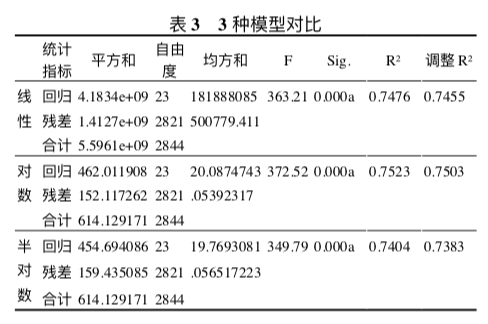 表3 3种模型对比
统计指标 平方和 自由度 均方和 F Sig. R² 调整 R²
线性 回归 4.1834e+09 23 181888085 363.21 0.000a 0.7476 0.7455
残差 1.4127e+09 2821 500779.411
合计 5.5961e+09 2844
对数 回归 462.011908 23 20.0874743 372.52 0.000a 0.7523 0.7503
残差 152.117262 2821 .05392317
合计 614.129171 2844
半对数 回归 454.694086 23 19.7693081 349.79 0.000a 0.7404 0.7383
残差 159.435085 2821 .056517223
合计 614.129171 2844